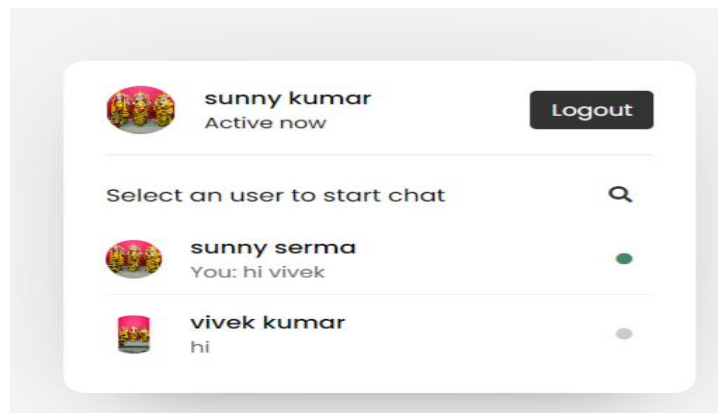 sunny kumar
Active now
Logout
Select an user to start chat
sunny serma
You: hi vivek
vivek kumar
hi